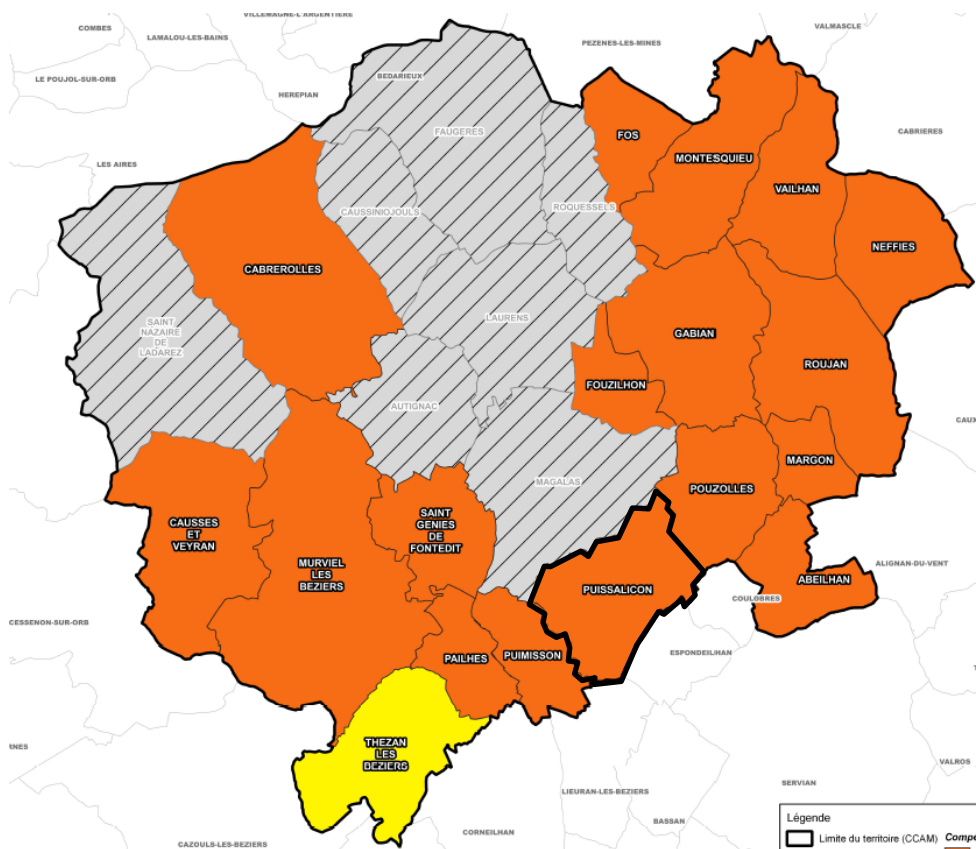 VILLEMAGNE-L'ARGENTIERE
COMBES
LAMALOU-LES-BAINS
VALMASCLE
PEZENES-LES-MINES
LE POUJOL-SUR-ORB
BEDARIEUX
HEREPIAN
FAUGERES
FOS
CABRIERES
MONTESQUIEU
LES AIRES
VAILHAN
ROQUESSELS
CAUSSINIOJOULS
NEFFIES
CABREROLLES
SAINT
NAZAIRE
DE
LADAREZ
LAURENS
GABIAN
ROUJAN
FOUZILHON
AUTIGNAC
CAUX
MARGON
MAGALAS
POUZOLLES
SAINT
GENIES
DE
FONTEDIT
CAUSSES
ET
VEYRAN
MURVIEL
LES
BEZIERS
ALIGNAN-DU-VENT
ABEILHAN
PUISSALICON
COULOBRES
CESSENON-SUR-ORB
ESPONDEILHAN
PAILHES
PUIMISSON
THEZAN
LES
BEZIERS
VALROS
SERVIAN
LIEURAN-LES-BEZIERS
BASSAN
CORNEILHAN
CAZOULS-LES-BEZIERS
Légende
Limite du territoire (CCAM)